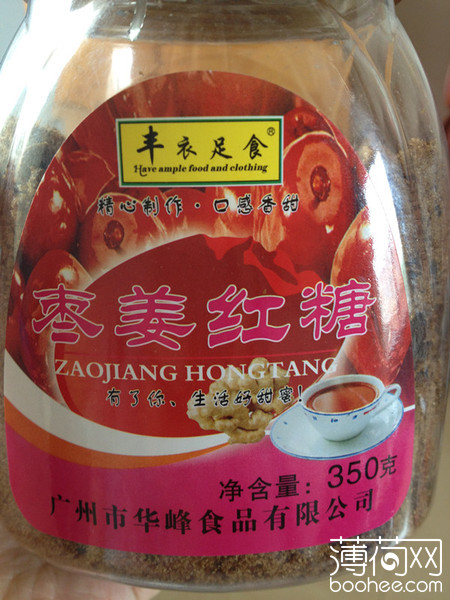 丰衣足食®
Have ample food and clothing
精心制作·口感香甜
枣姜红糖
ZAOJIANG HONGTANG
有了你、生活好甜蜜!
净含量：350克
广州市华峰食品有限公司
薄荷网
boohee.com